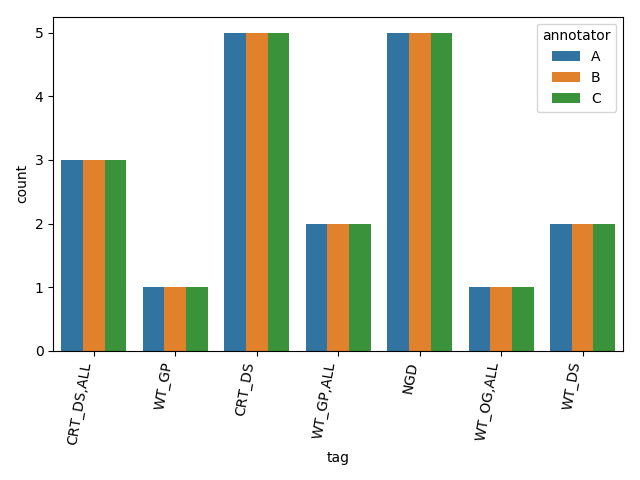 annotator
A
B
C
count
5
4
3
2
1
0
CRT_DS,ALL
WT_GP
CRT_DS
WT_GP,ALL
NGD
WT_OG,ALL
WT_DS
tag